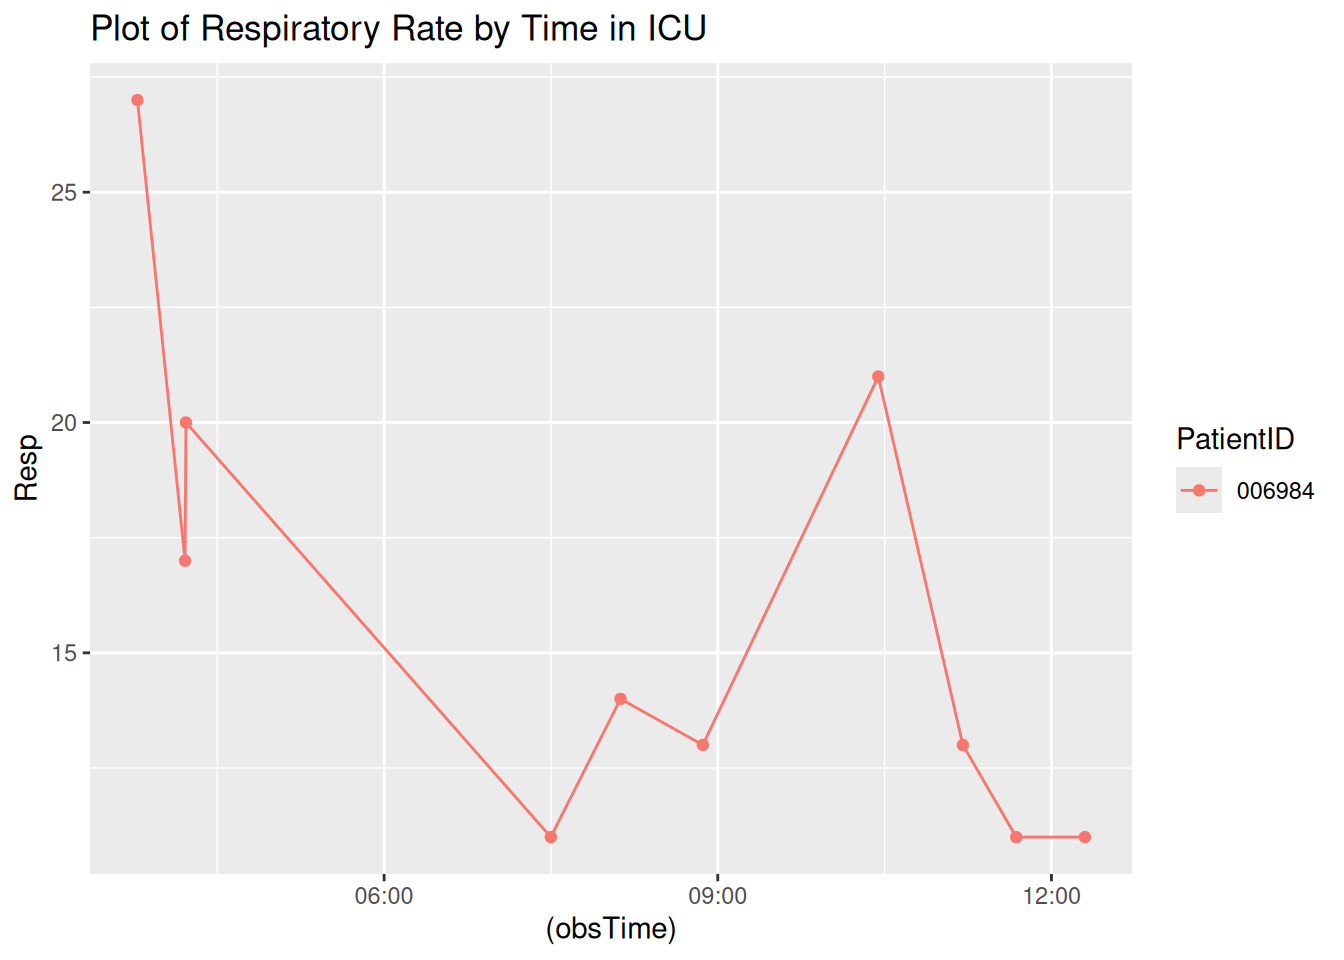 Plot of Respiratory Rate by Time in ICU
25
20
15
Resp
06:00 09:00 12:00
(obsTime)
PatientID
006984